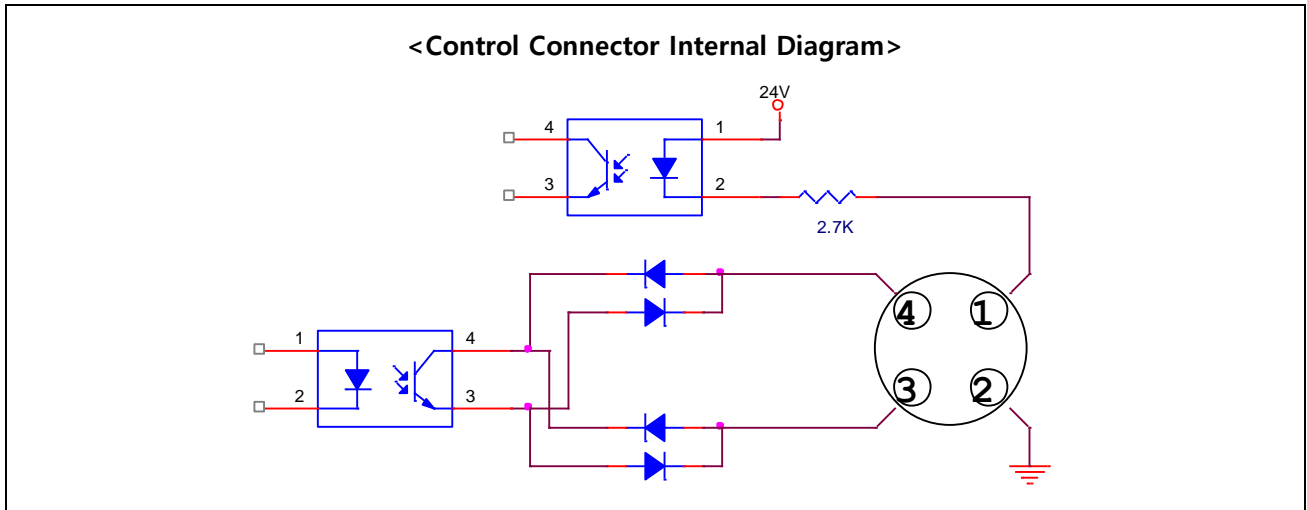 <Control Connector Internal Diagram>
24V
4 1
3 2
2.7K
4 1
1 4
3 2
2 3